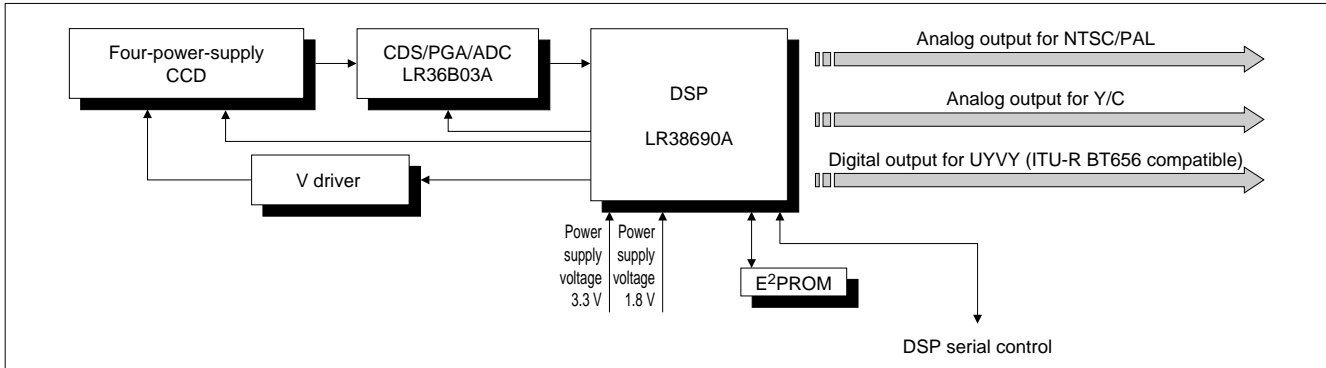 Four-power-supply
CCD
CDS/PGA/ADC
LR36B03A
DSP
LR38690A
V driver
Analog output for NTSC/PAL
Analog output for Y/C
Digital output for UYVY (ITU-R BT656 compatible)
Power
supply
voltage
3.3 V
Power
supply
voltage
1.8 V
E²PROM
DSP serial control